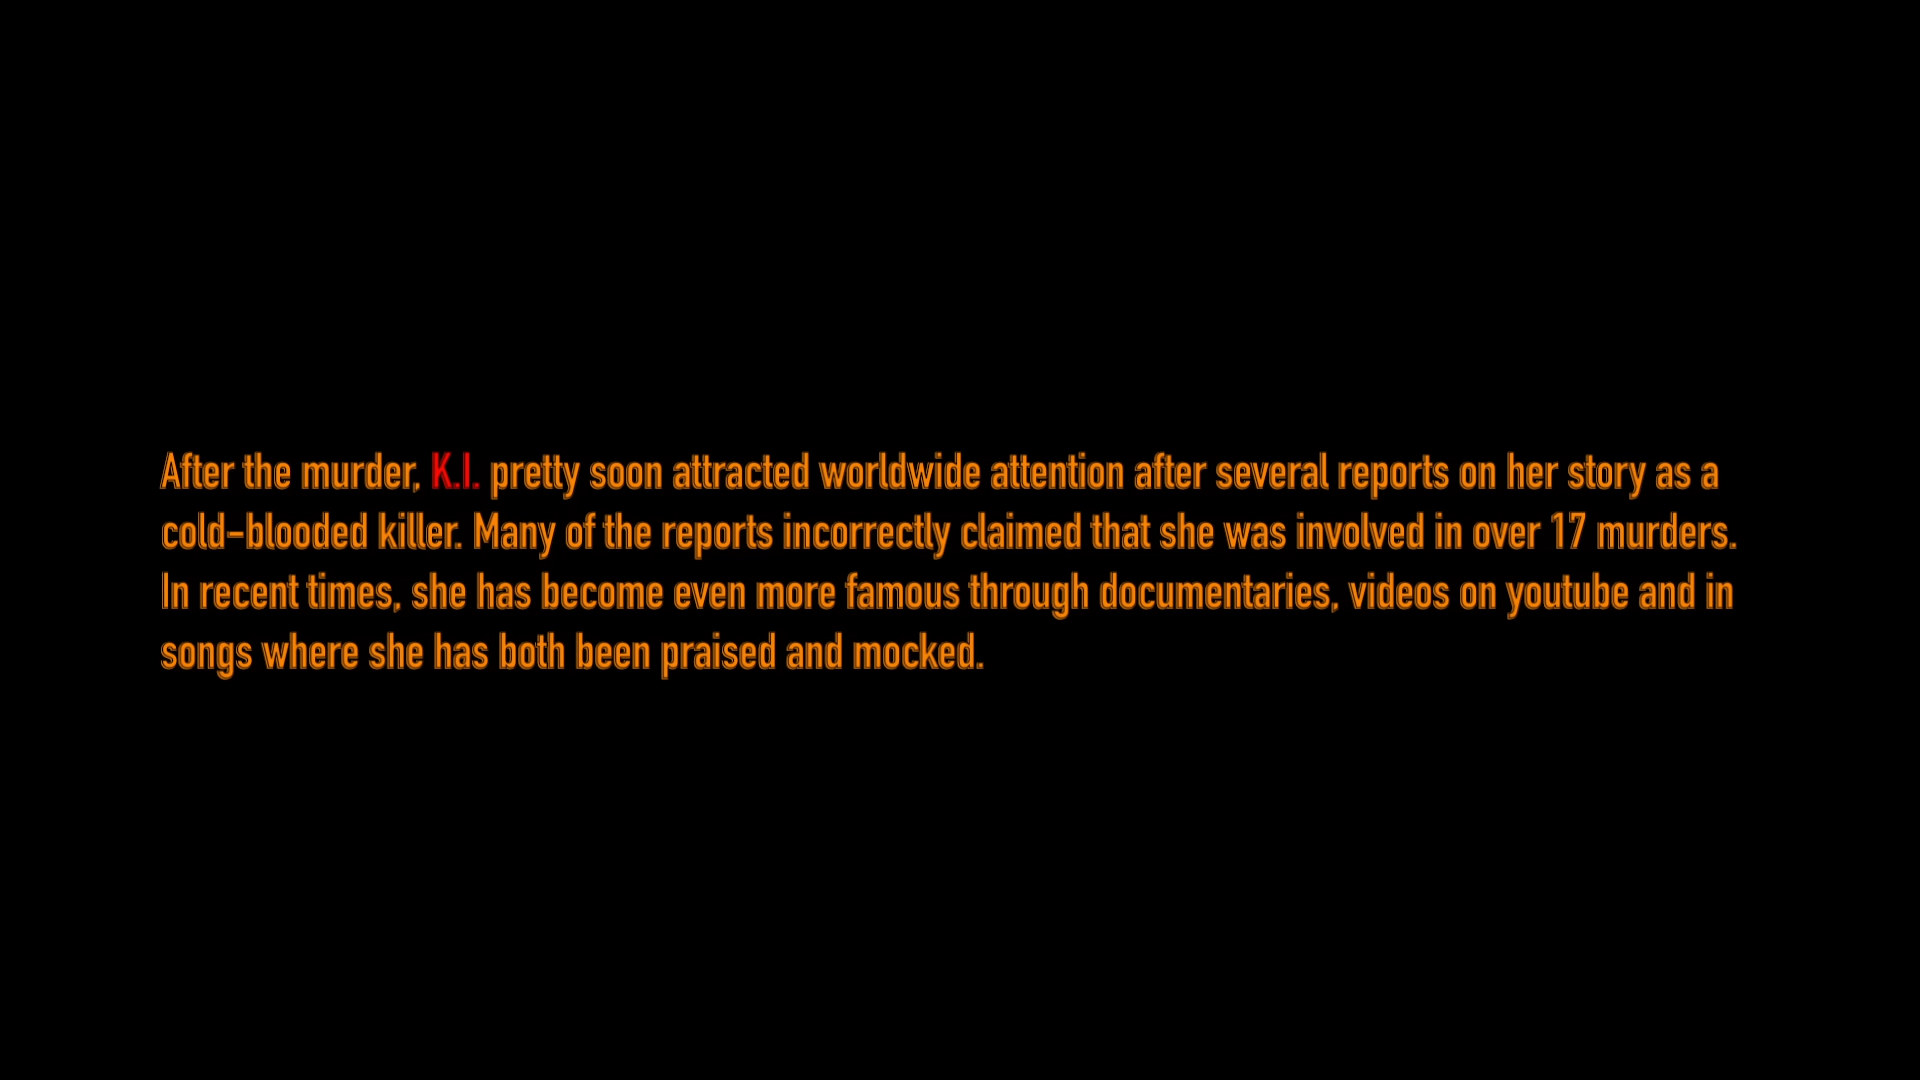 After the murder, K.I. pretty soon attracted worldwide attention after several reports on her story as a
cold-blooded killer. Many of the reports incorrectly claimed that she was involved in over 17 murders.
In recent times, she has become even more famous through documentaries, videos on youtube and in
songs where she has both been praised and mocked.